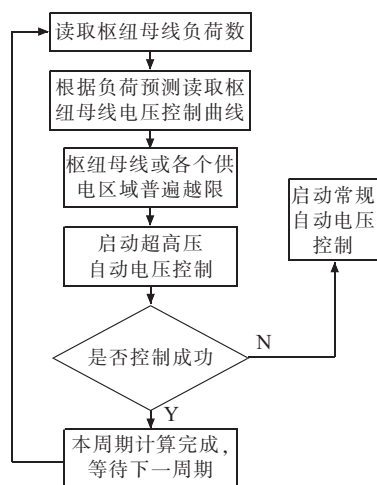 读取枢纽母线负荷数
根据负荷预测读取枢
纽母线电压控制曲线
枢纽母线或各个供
电区域普遍越限
启动超高压
自动电压控制
启动常规
自动电压
控制
是否控制成功
N
Y
本周期计算完成，
等待下一周期